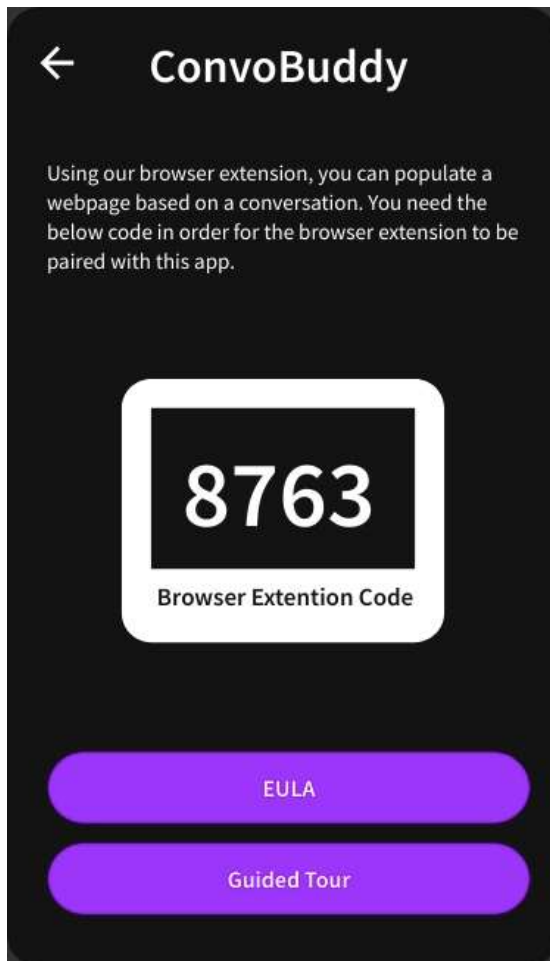 ConvoBuddy
Using our browser extension, you can populate a
webpage based on a conversation. You need the
below code in order for the browser extension to be
paired with this app.
8763
Browser Extention Code
EULA
Guided Tour